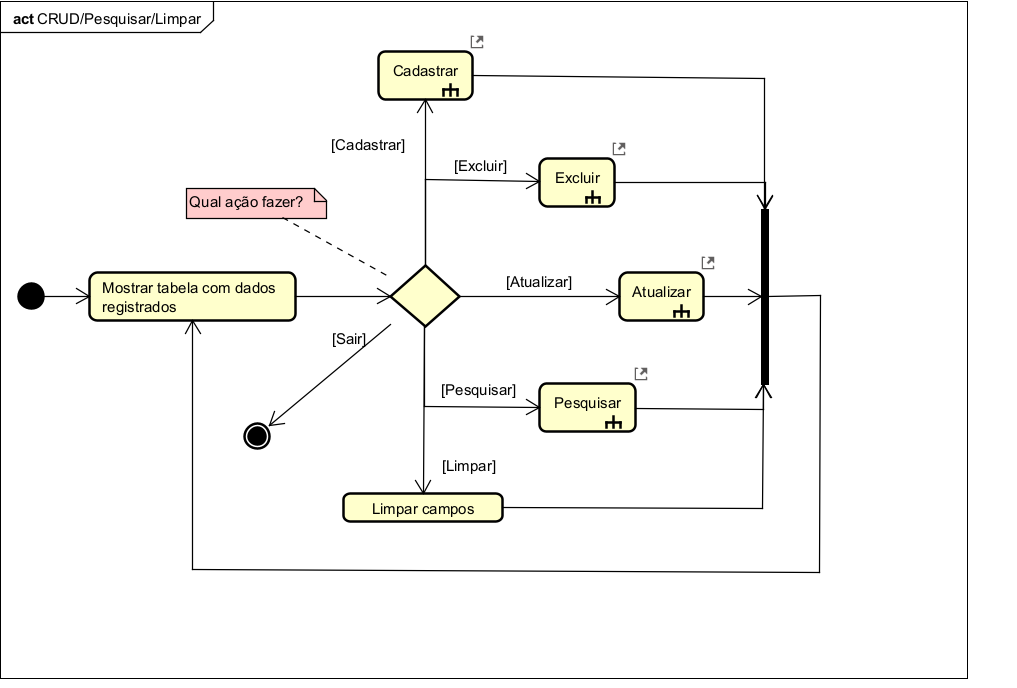 act CRUD/Pesquisar/Limpar
Cadastrar
[Cadastrar]
[Excluir]
Excluir
Qual ação fazer?
Mostrar tabela com dados
registrados
[Atualizar]
Atualizar
[Sair]
[Pesquisar]
Pesquisar
[Limpar]
Limpar campos